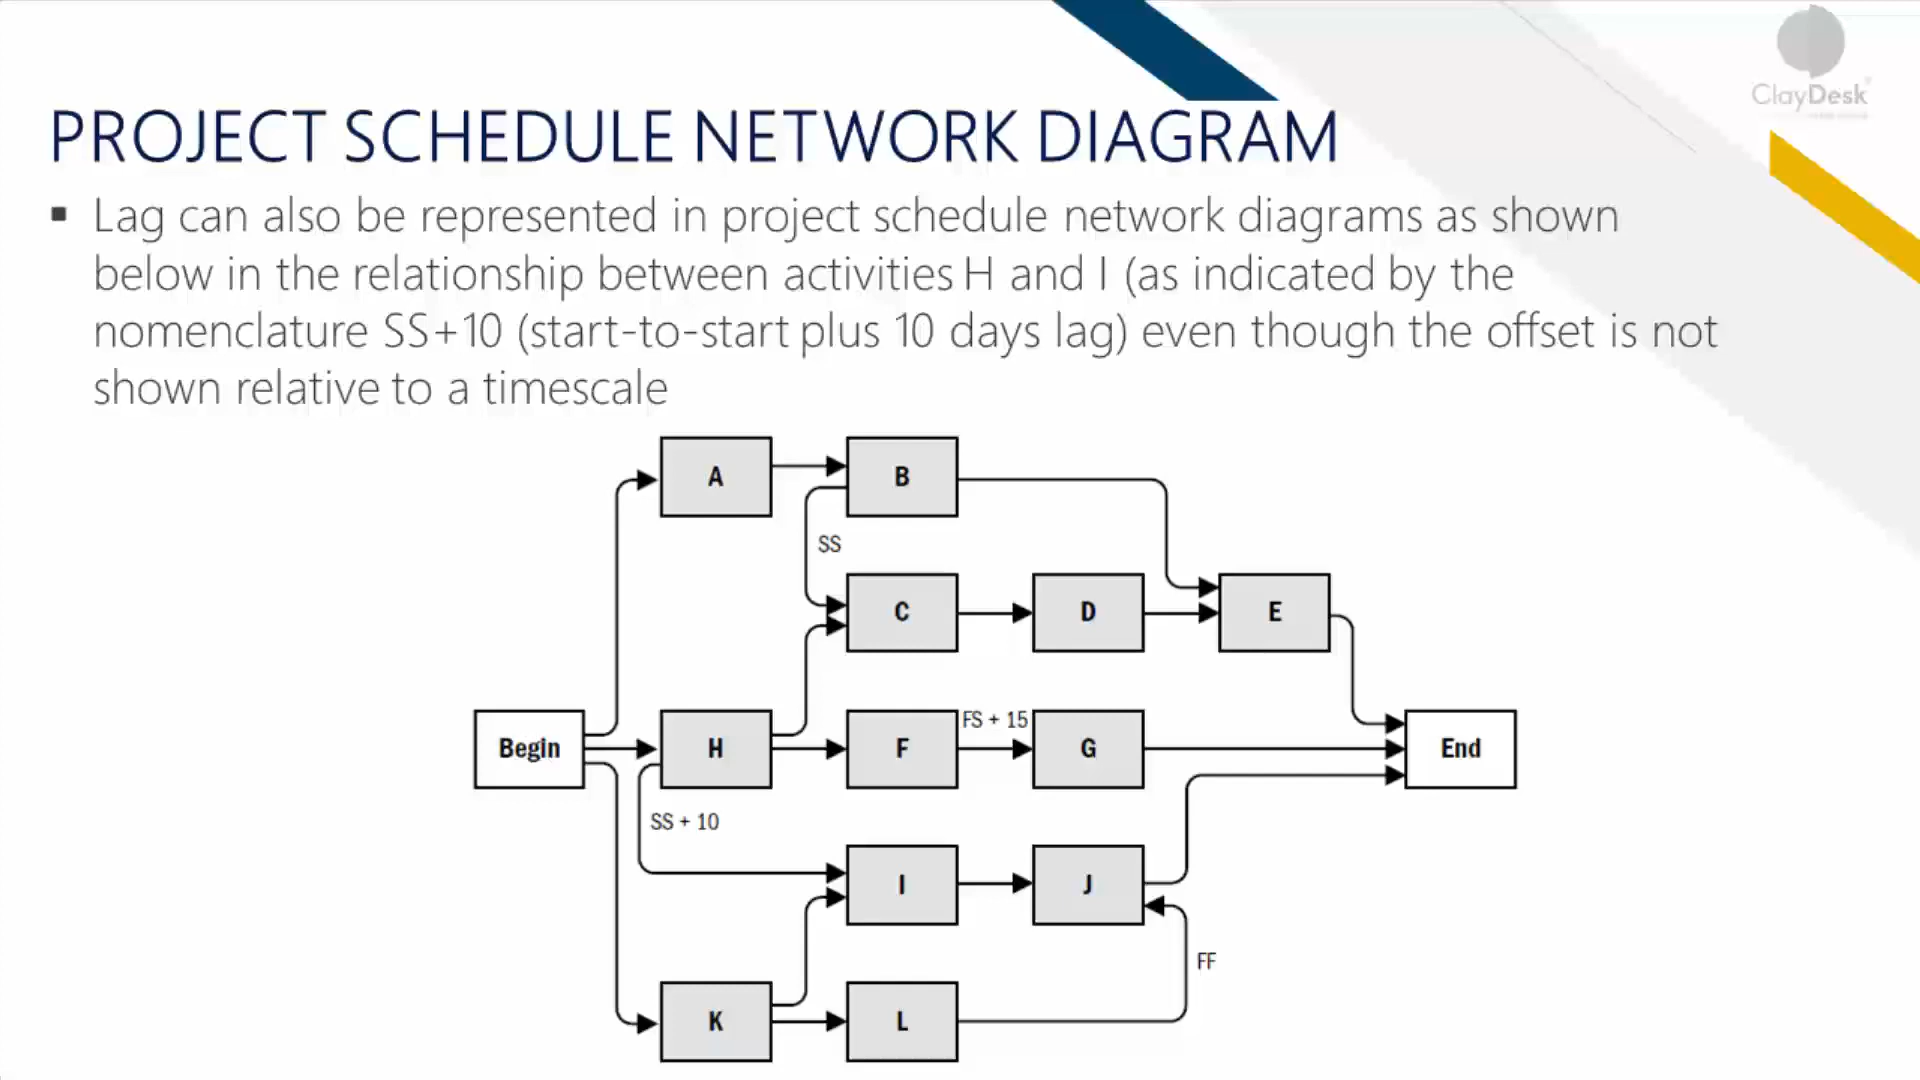 ClayDesk
PROJECT SCHEDULE NETWORK DIAGRAM
▪ Lag can also be represented in project schedule network diagrams as shown
below in the relationship between activities H and I (as indicated by the
nomenclature SS+10 (start-to-start plus 10 days lag) even though the offset is not
shown relative to a timescale
A
B
SS
C
D
E
Begin
H
F
FS + 15
G
End
SS + 10
I
J
FF
K
L